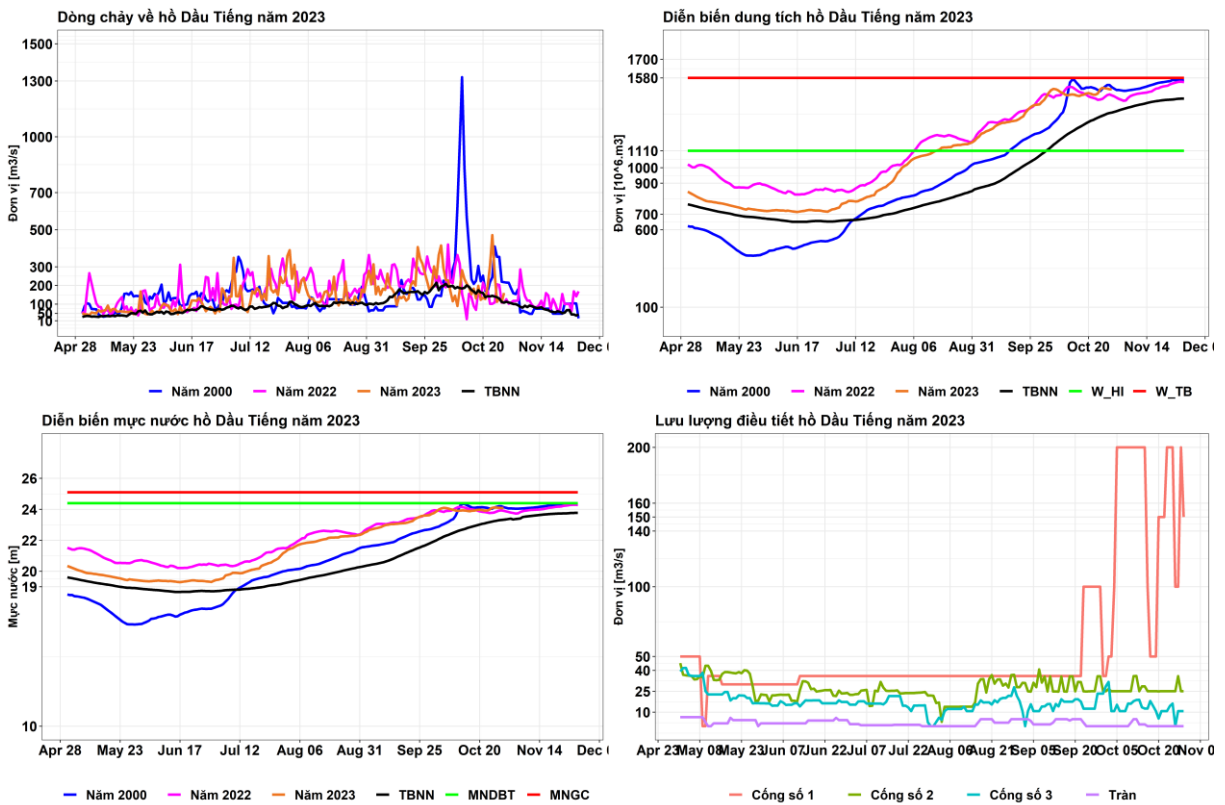 Dòng chảy về hồ Dầu Tiếng năm 2023
Đơn vị [m3/s]
1500
1300
1000
700
500
300
200
100
50
10
Apr 28 May 23 Jun 17 Jul 12 Aug 06 Aug 31 Sep 25 Oct 20 Nov 14 Dec
Năm 2000 Năm 2022 Năm 2023 TBNN
Diễn biến dung tích hồ Dầu Tiếng năm 2023
Đơn vị [10^6.m3]
1700
1580
1110
1000
900
700
600
100
Apr 28 May 23 Jun 17 Jul 12 Aug 06 Aug 31 Sep 25 Oct 20 Nov 14 Dec 0
Năm 2000 Năm 2022 Năm 2023 TBNN W_HI W_TB
Diễn biến mực nước hồ Dầu Tiếng năm 2023
Mực nước [m]
26
24
22
20
19
10
Apr 28 May 23 Jun 17 Jul 12 Aug 06 Aug 31 Sep 25 Oct 20 Nov 14 Dec 0
Năm 2000 Năm 2022 Năm 2023 TBNN MNDBT MNGC
Lưu lượng điều tiết hồ Dầu Tiếng năm 2023
Đơn vị [m3/s]
200
160
150
140
100
50
40
25
10
Apr 23 May 08 May 23 Jun 07 Jun 22 Jul 07 Jul 22 Aug 06 Aug 21 Sep 05 Sep 20 Oct 05 Oct 20 Nov 0
Cống số 1 Cống số 2 Cống số 3 Tràn